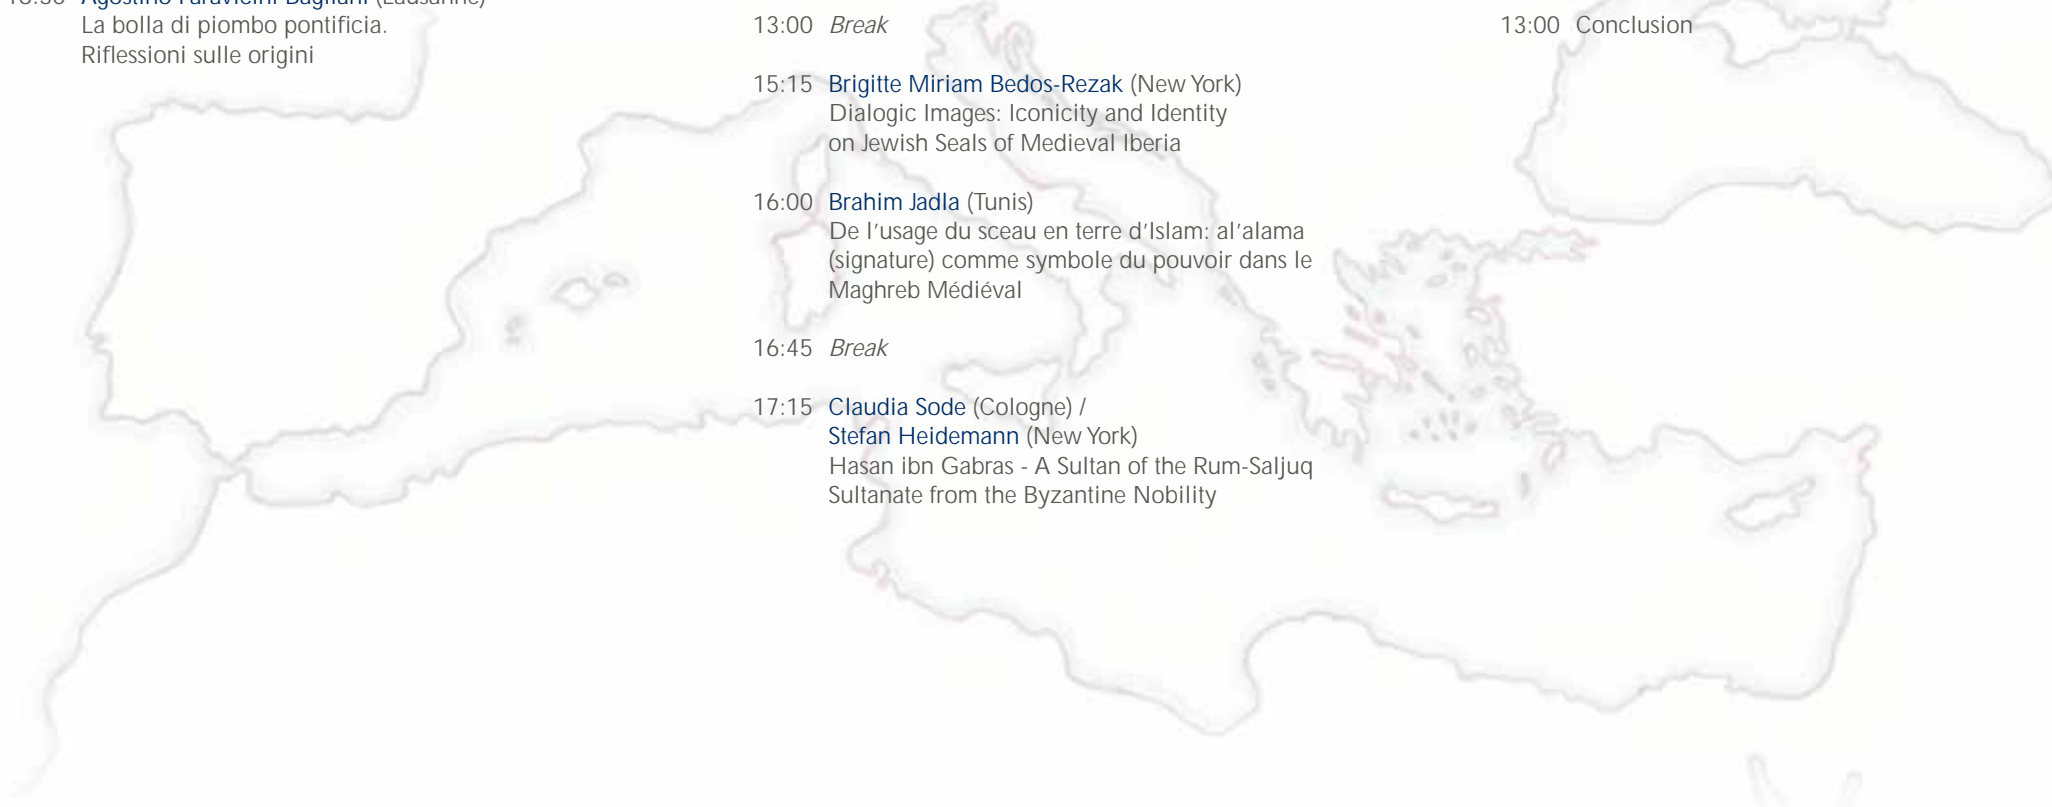 Agostino Paravicini Bagliani (Lausanne)
La bolla di piombo pontificia.
Riflessioni sulle origini
13:00 Break
15:15 Brigitte Miriam Bedos-Rezak (New York)
Dialogic Images: Iconicity and Identity
on Jewish Seals of Medieval Iberia
16:00 Brahim Jadla (Tunis)
De l'usage du sceau en terre d'Islam: al'alama
(signature) comme symbole du pouvoir dans le
Maghreb Médiéval
16:45 Break
17:15 Claudia Sode (Cologne) /
Stefan Heidemann (New York)
Hasan ibn Gabras - A Sultan of the Rum-Saljuq
Sultanate from the Byzantine Nobility
13:00 Conclusion